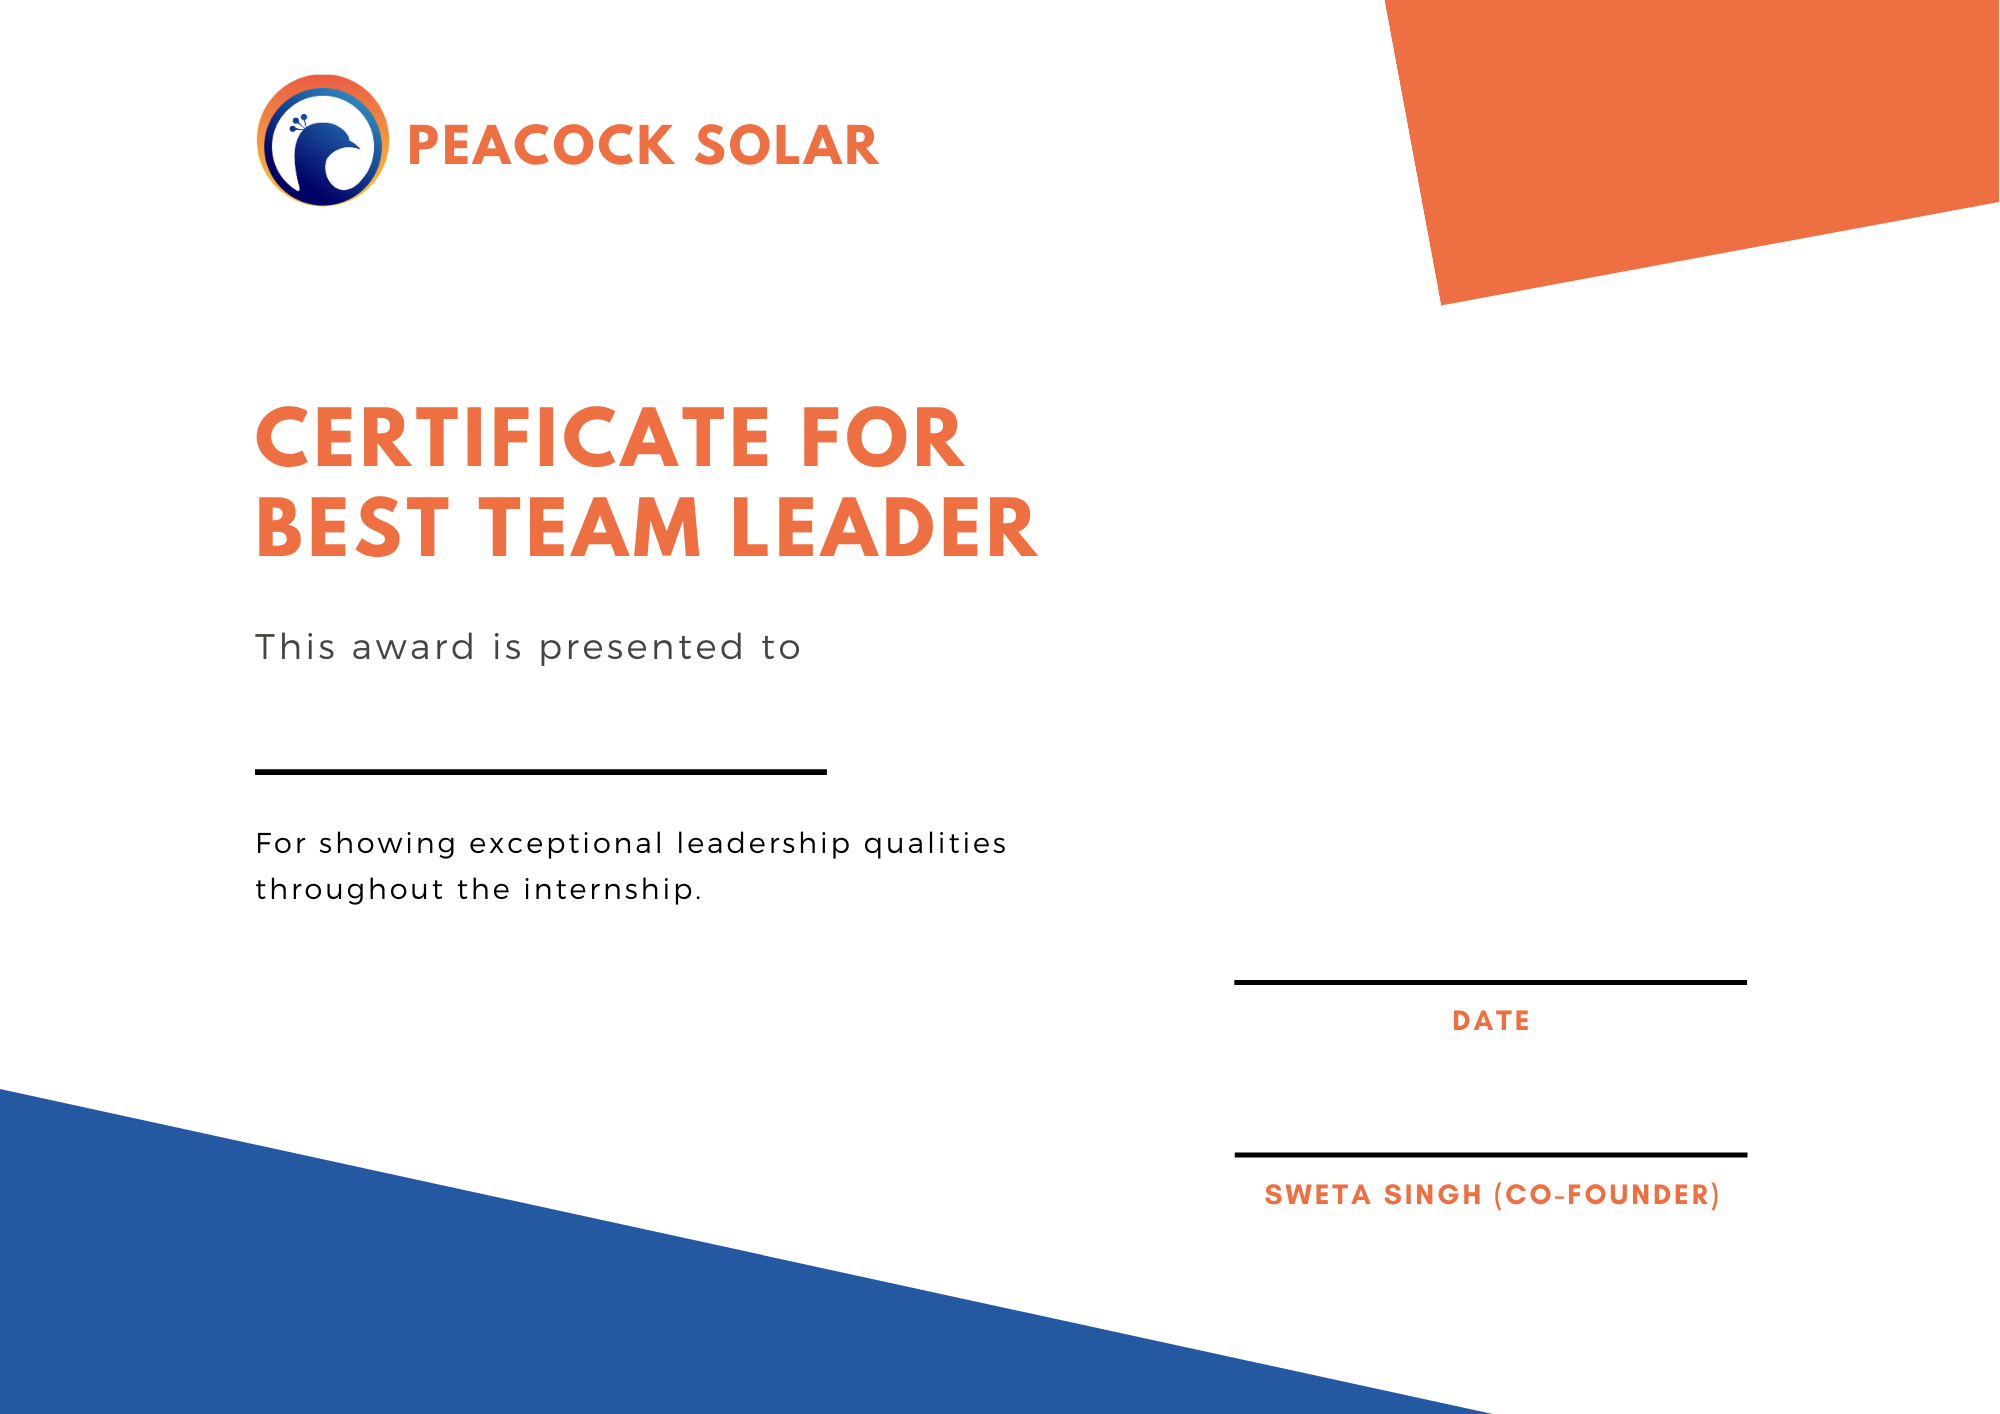 PEACOCK SOLAR
CERTIFICATE FOR
BEST TEAM LEADER
This award is presented to
For showing exceptional leadership qualities
throughout the internship.
DATE
SWETA SINGH (CO-FOUNDER)